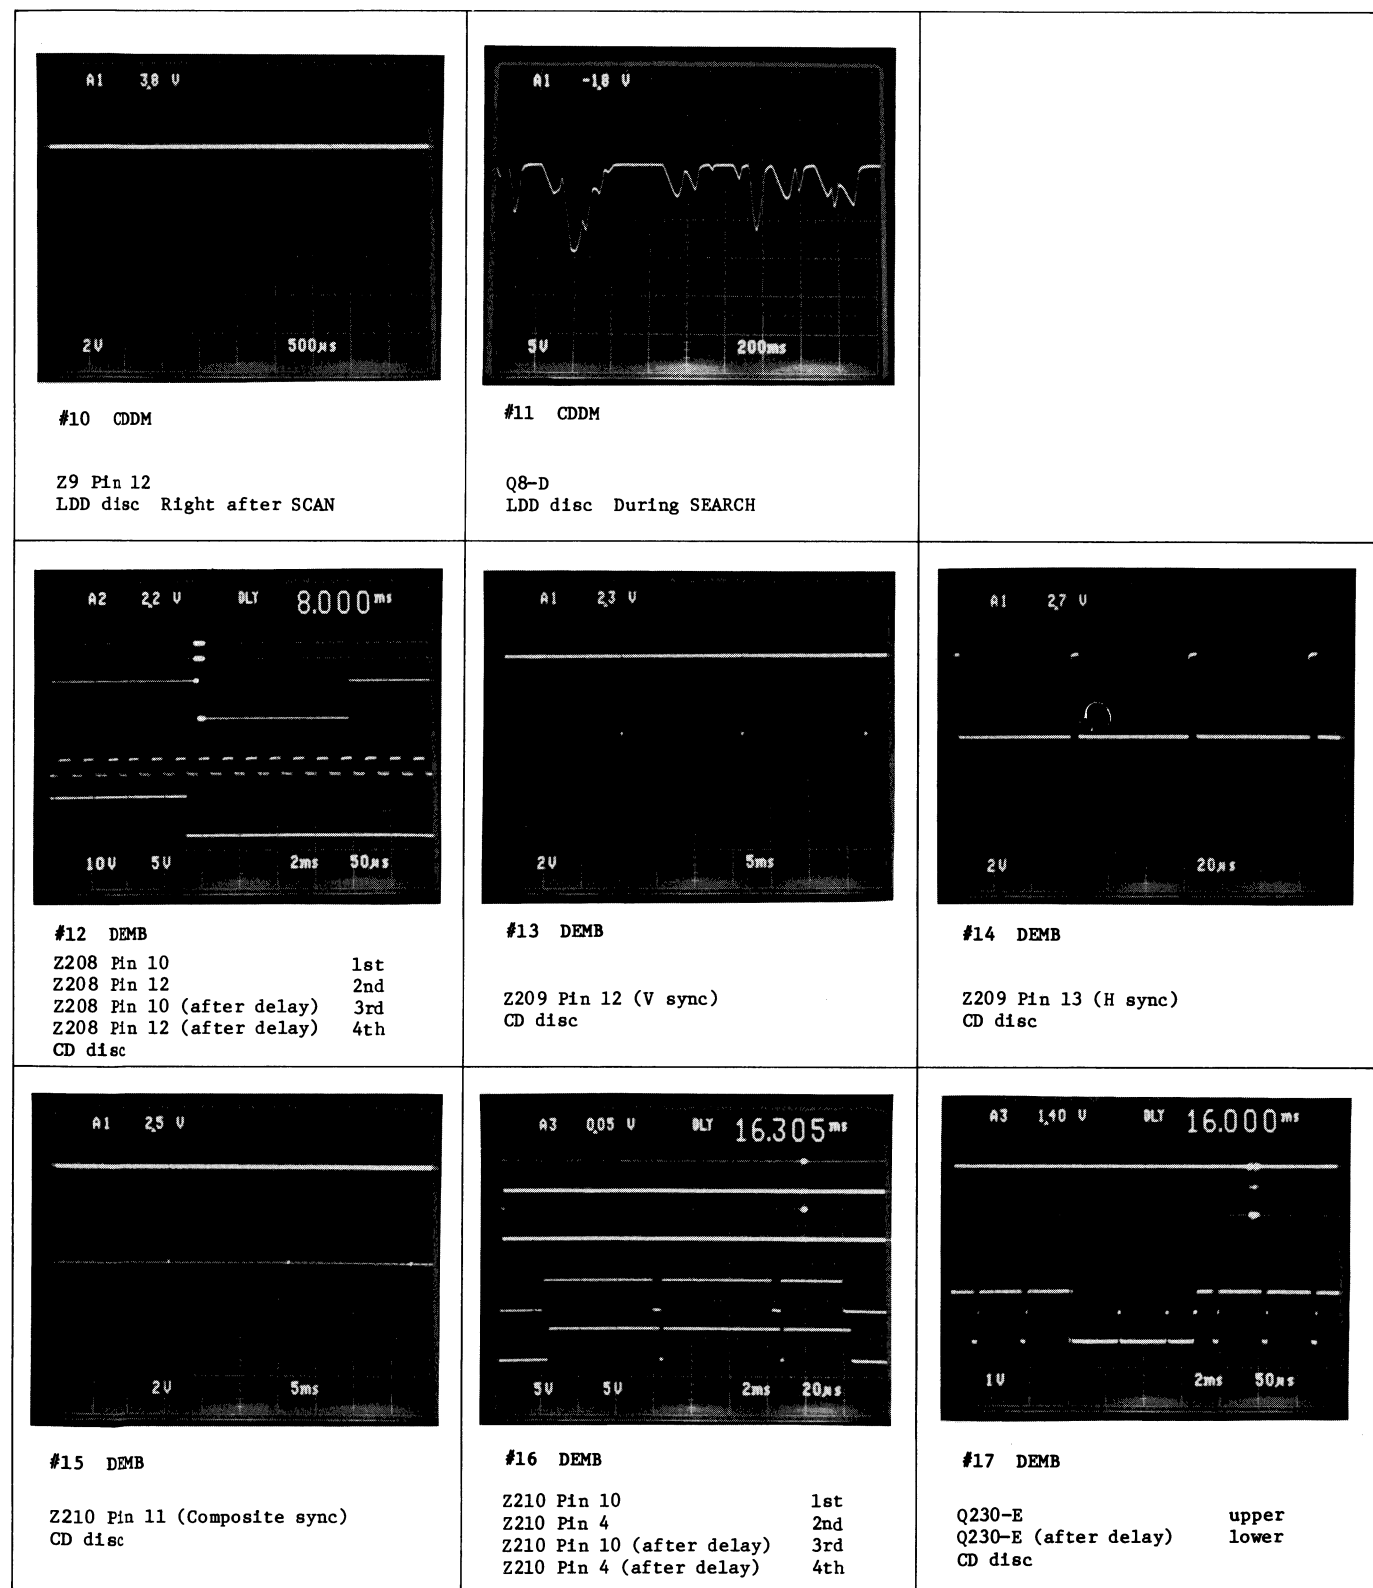 A1 3.8 V
2V 500µs
#10 CDDM
Z9 Pin 12
LDD disc Right after SCAN
A1 -1.8 V
5V 200ms
#11 CDDM
Q8-D
LDD disc During SEARCH
A2 2.2 V DLY 8.000ms
10V 5V 2ms 50µs
#12 DEMB
Z208 Pin 10 1st
Z208 Pin 12 2nd
Z208 Pin 10 (after delay) 3rd
Z208 Pin 12 (after delay) 4th
CD disc
A1 2.3 V
2V 5ms
#13 DEMB
Z209 Pin 12 (V sync)
CD disc
A1 2.7 V
2V 20µs
#14 DEMB
Z209 Pin 13 (H sync)
CD disc
A1 2.5 V
2V 5ms
#15 DEMB
Z210 Pin 11 (Composite sync)
CD disc
A3 0.05 V DLY 16.305ms
5V 5V 2ms 20µs
#16 DEMB
Z210 Pin 10 1st
Z210 Pin 4 2nd
Z210 Pin 10 (after delay) 3rd
Z210 Pin 4 (after delay) 4th
A3 1.40 V DLY 16.000ms
1V 2ms 50µs
#17 DEMB
Q230-E upper
Q230-E (after delay) lower
CD disc